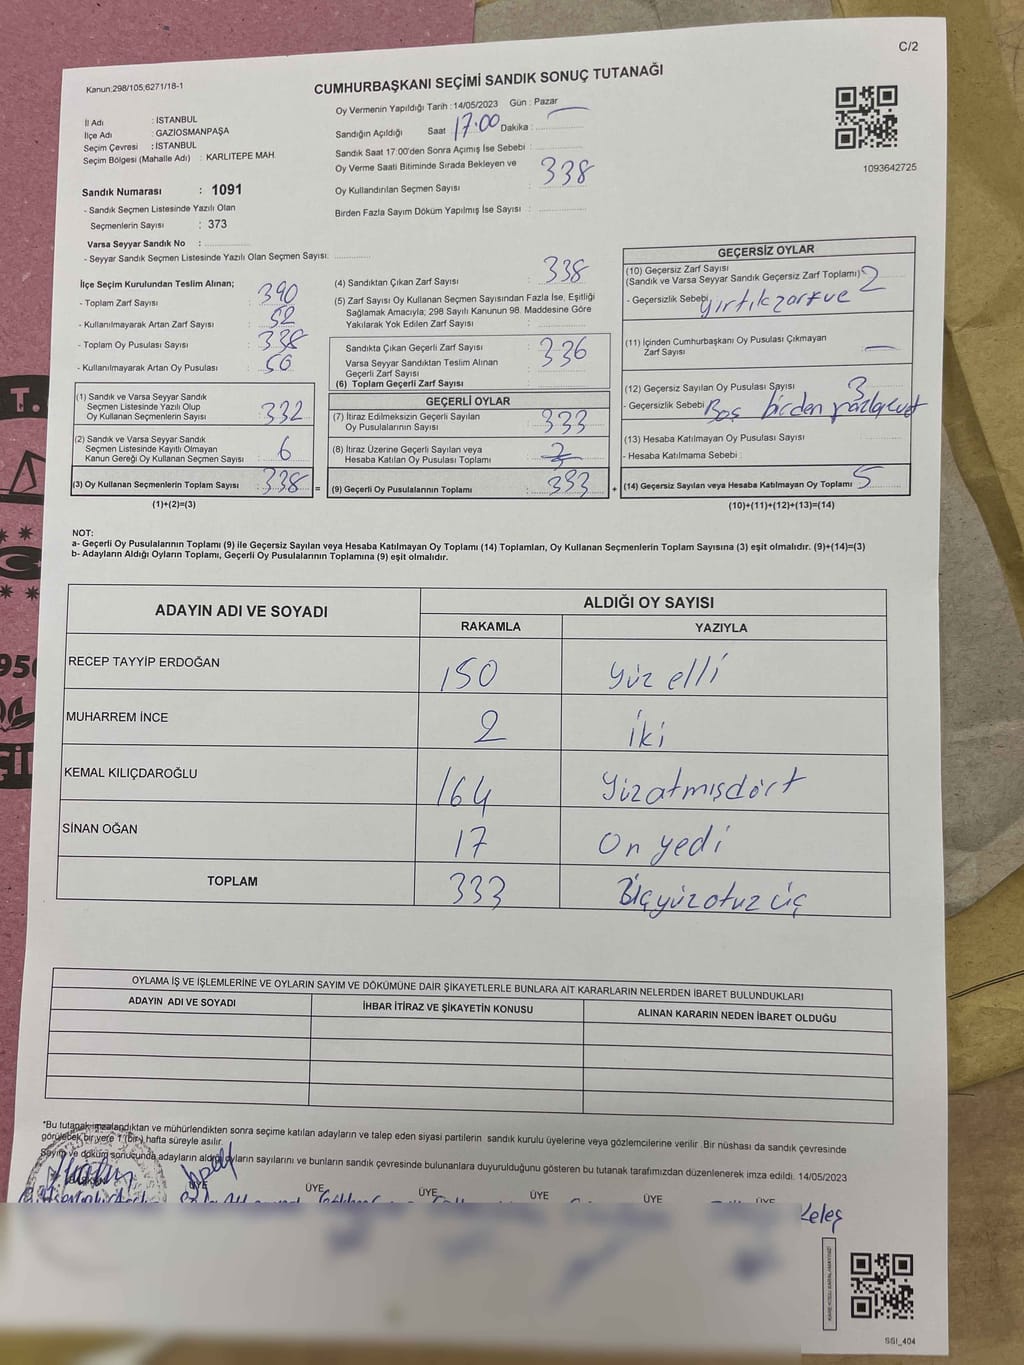 C/2
Kanun:298/105;6271/18-1
CUMHURBAŞKANI SEÇİMİ SANDIK SONUÇ TUTANAĞI
İl Adı : İSTANBUL
İlçe Adı : GAZİOSMANPAŞA
Seçim Çevresi : İSTANBUL
Seçim Bölgesi (Mahalle Adı) : KARLITEPE MAH
Oy Vermenin Yapıldığı Tarih : 14/05/2023 Gün : Pazar
Sandığın Açıldığı Saat 17:00 Dakika :
Sandık Saat 17:00'den Sonra Açımış İse Sebebi :
Oy Verme Saati Bitiminde Sırada Bekleyen ve
Oy Kullandırılan Seçmen Sayısı : 338
Birden Fazla Sayım Döküm Yapılmış İse Sayısı :
1093642725
Sandık Numarası : 1091
- Sandık Seçmen Listesinde Yazılı Olan
Seçmenlerin Sayısı : 373
Varsa Seyyar Sandık No :
- Seyyar Sandık Seçmen Listesinde Yazılı Olan Seçmen Sayısı:
İlçe Seçim Kurulundan Teslim Alınan;
- Toplam Zarf Sayısı : 390
- Kullanılmayarak Artan Zarf Sayısı : 52
- Toplam Oy Pusulası Sayısı : 338
- Kullanılmayarak Artan Oy Pusulası :
(1) Sandık ve Varsa Seyyar Sandık
Seçmen Listesinde Yazılı Olup
Oy Kullanan Seçmenlerin Sayısı : 332
(2) Sandık ve Varsa Seyyar Sandık
Seçmen Listesinde Kayıtlı Olmayan
Kanun Gereği Oy Kullanan Seçmen Sayısı : 6
(3) Oy Kullanan Seçmenlerin Toplam Sayısı : 338 =
(1)+(2)=(3)
(4) Sandıktan Çıkan Zarf Sayısı : 338
(5) Zarf Sayısı Oy Kullanan Seçmen Sayısından Fazla İse, Eşitliği
Sağlamak Amacıyla; 298 Sayılı Kanunun 98. Maddesine Göre
Yakılarak Yok Edilen Zarf Sayısı :
Sandıkta Çıkan Geçerli Zarf Sayısı : 336
Varsa Seyyar Sandıktan Teslim Alınan
Geçerli Zarf Sayısı :
(6) Toplam Geçerli Zarf Sayısı :
GEÇERLİ OYLAR
(7) İtiraz Edilmeksizin Geçerli Sayılan
Oy Pusulalarının Sayısı : 333
(8) İtiraz Üzerine Geçerli Sayılan veya
Hesaba Katılan Oy Pusulası Toplamı :
(9) Geçerli Oy Pusulalarının Toplamı : 333 +
GEÇERSİZ OYLAR
(10) Geçersiz Zarf Sayısı
(Sandık ve Varsa Seyyar Sandık Geçersiz Zarf Toplamı) 2
- Geçersizlik Sebebi yırtık zarf ve
(11) İçinden Cumhurbaşkanı Oy Pusulası Çıkmayan
Zarf Sayısı —
(12) Geçersiz Sayılan Oy Pusulası Sayısı 3
- Geçersizlik Sebebi Boş birden fazla evet
(13) Hesaba Katılmayan Oy Pusulası Sayısı
- Hesaba Katılmama Sebebi
(14) Geçersiz Sayılan veya Hesaba Katılmayan Oy Toplamı 5
(10)+(11)+(12)+(13)=(14)
NOT:
a- Geçerli Oy Pusulalarının Toplamı (9) ile Geçersiz Sayılan veya Hesaba Katılmayan Oy Toplamı (14) Toplamları, Oy Kullanan Seçmenlerin Toplam Sayısına (3) eşit olmalıdır. (9)+(14)=(3)
b- Adayların Aldığı Oyların Toplamı, Geçerli Oy Pusulalarının Toplamına (9) eşit olmalıdır.
ADAYIN ADI VE SOYADI
ALDIĞI OY SAYISI
RAKAMLA YAZIYLA
RECEP TAYYİP ERDOĞAN 150 Yüz elli
MUHARREM İNCE 2 iki
KEMAL KILIÇDAROĞLU 164 Yüzatmışdört
SİNAN OĞAN 17 On yedi
TOPLAM 333 üçyüzotuz üç
OYLAMA İŞ VE İŞLEMLERİNE VE OYLARIN SAYIM VE DÖKÜMÜNE DAİR ŞİKAYETLERLE BUNLARA AİT KARARLARIN NELERDEN İBARET BULUNDUKLARI
ADAYIN ADI VE SOYADI İHBAR İTİRAZ VE ŞİKAYETİN KONUSU ALINAN KARARIN NEDEN İBARET OLDUĞU
*Bu tutanak imzalandıktan ve mühürlendikten sonra seçime katılan adayların ve talep eden siyasi partilerin sandık kurulu üyelerine veya gözlemcilerine verilir. Bir nüshası da sandık çevresinde
görülebilek bir yere 1 (bir) hafta süreyle asılır.
Sayım ve döküm sonucunda adayların aldığı oyların sayılarını ve bunların sandık çevresinde bulunanlara duyurulduğunu gösteren bu tutanak tarafımızdan düzenlenerek imza edildi. 14/05/2023
ÜYE ÜYE ÜYE ÜYE ÜYE ÜYE
Keleş
SSI_404